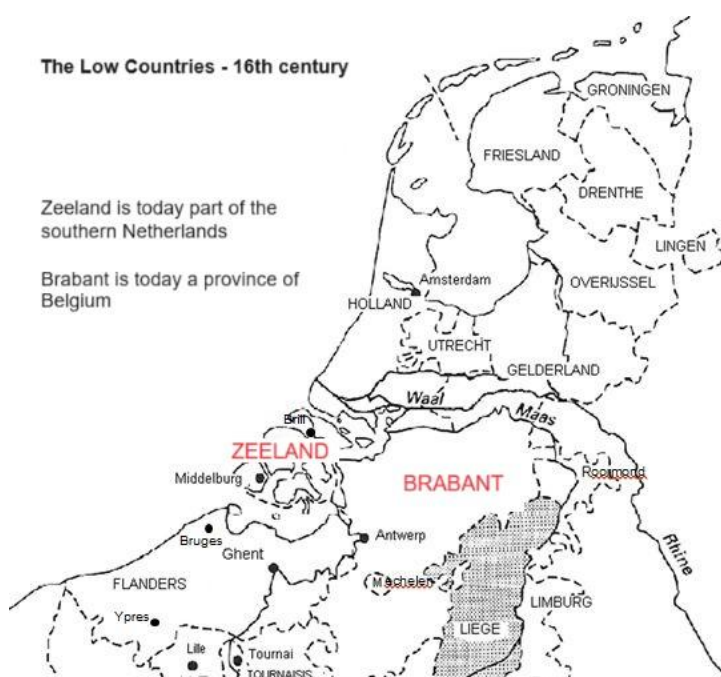 The Low Countries - 16th century
GRONINGEN
FRIESLAND
DRENTHE
Zeeland is today part of the
southern Netherlands
LINGEN
Brabant is today a province of
Belgium
Amsterdam
OVERIJSSEL
HOLLAND
UTRECHT
GELDERLAND
Waal
Maas
Brill
ZEELAND
Roormond
Middelburg
BRABANT
Bruges
Antwerp
Ghent
Rhine
FLANDERS
Mechelen
LIMBURG
Ypres
LIEGE
Lille
Tournai
TOURNAISIS